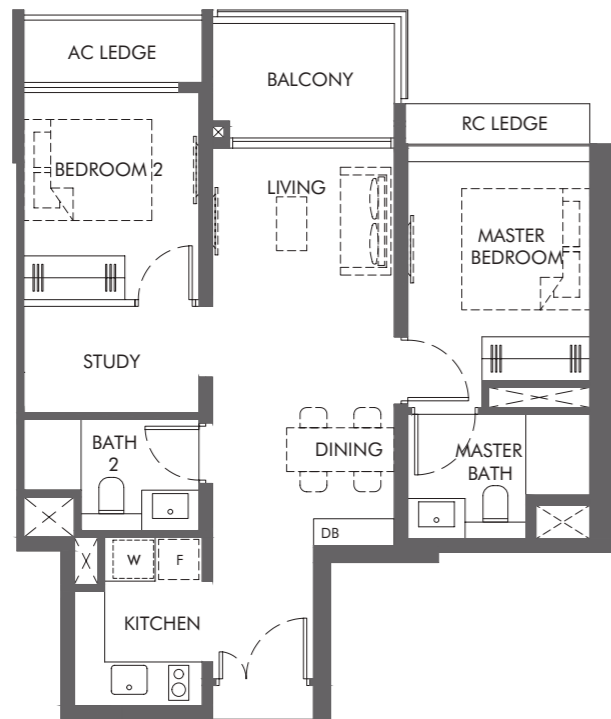 AC LEDGE
BALCONY
RC LEDGE
BEDROOM 2
LIVING
MASTER
BEDROOM
STUDY
BATH
2
DINING
MASTER
BATH
DB
W
F
KITCHEN